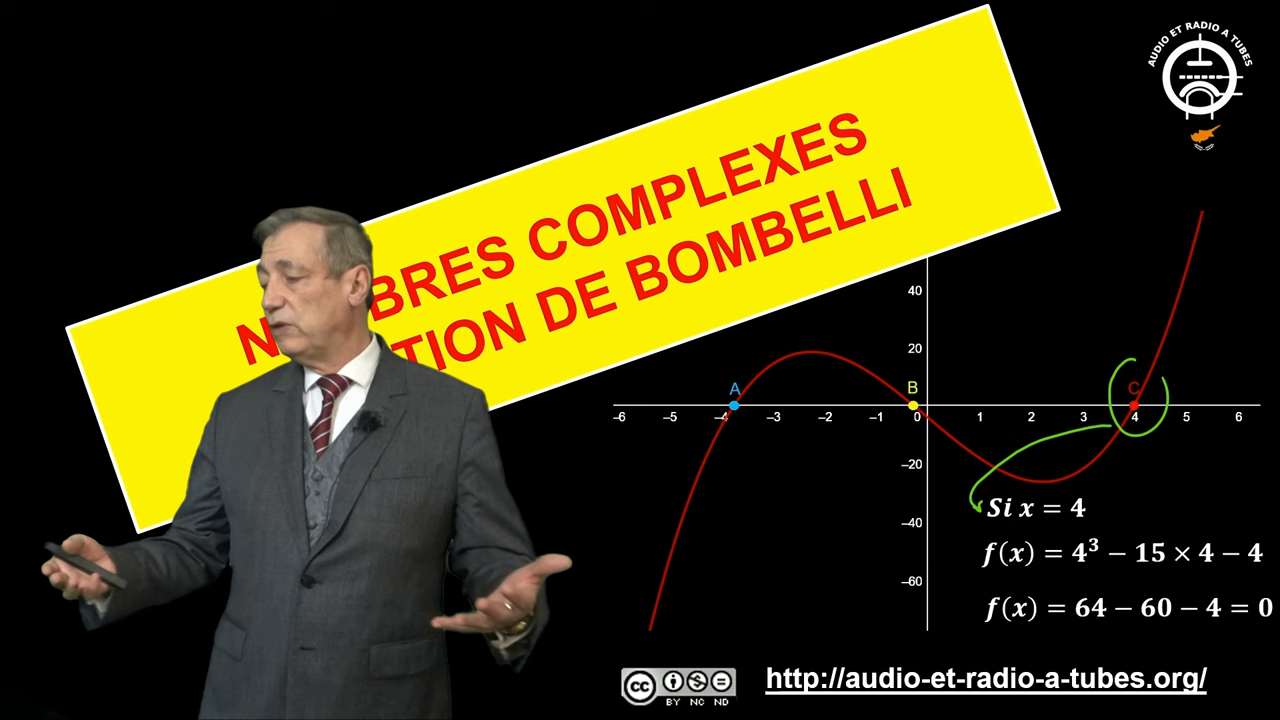 AUDIO ET RADIO A TUBES
BRES COMPLEXES
TION DE BOMBELLI
40
20
A
B
C
–6 –5 –4 –3 –2 –1 0 1 2 3 4 5 6
–20
–40
–60
Si x = 4
f(x) = 4³ − 15 × 4 − 4
f(x) = 64 − 60 − 4 = 0
cc
BY NC ND
http://audio-et-radio-a-tubes.org/